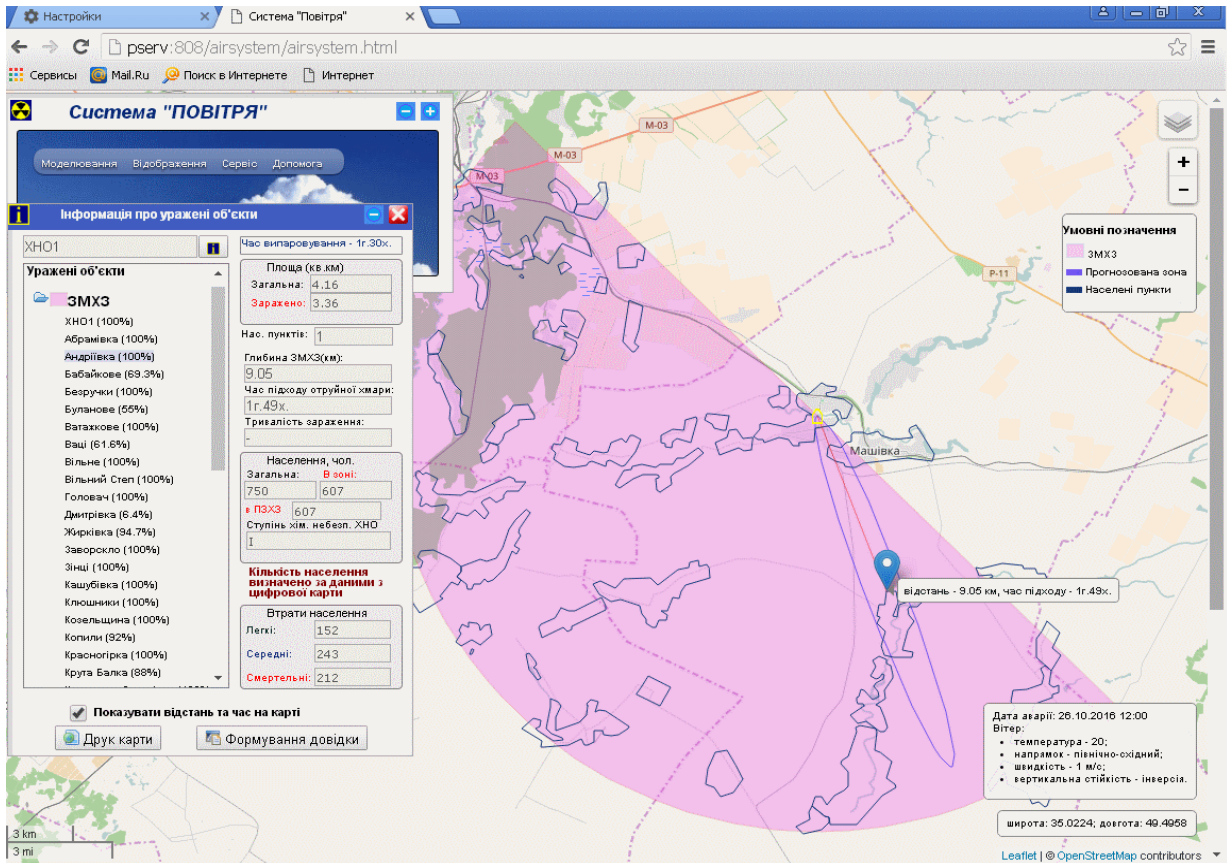 Настройки
Система "Повітря"
pserv:808/airsystem/airsystem.html
Сервисы
Mail.Ru
Поиск в Интернете
Интернет
Система "ПОВІТРЯ"
Моделювання Відображення Сервіс Допомога
Інформація про уражені об'єкти
ХНО1
Уражені об'єкти
ЗМХЗ
ХНО1 (100%)
Абрамівка (100%)
Андріївка (100%)
Бабайкове (69.3%)
Безручки (100%)
Буланове (55%)
Ватажкове (100%)
Ваці (61.6%)
Вільне (100%)
Вільний Степ (100%)
Головач (100%)
Дмитрівка (6.4%)
Жирківка (94.7%)
Заворскло (100%)
Зінці (100%)
Кашубівка (100%)
Клюшники (100%)
Козельщина (100%)
Копили (92%)
Красногірка (100%)
Крута Балка (88%)
Час випаровування - 1г.30х.
Площа (кв.км)
Загальна: 4.16
Заражено: 3.36
Нас. пунктів: 1
Глибина ЗМХЗ(км):
9.05
Час підходу отруйної хмари:
1г.49х.
Тривалість зараження:
-
Населення, чол.
Загальна: В зоні:
750 607
в ПЗХЗ 607
Ступінь хім. небезп. ХНО
I
Кількість населення
визначено за даними з
цифрової карти
Втрати населення
Легкі: 152
Середні: 243
Смертельні: 212
Показувати відстань та час на карті
Друк карти
Формування довідки
M-03
M-03
M-03
P-11
Машівка
+
−
Умовні позначення
ЗМХЗ
Прогнозована зона
Населені пункти
відстань - 9.05 км, час підходу - 1г.49х.
Дата аварії: 26.10.2016 12:00
Вітер:
температура - 20;
напрямок - північно-східний;
швидкість - 1 м/с;
вертикальна стійкість - інверсія.
широта: 35.0224; довгота: 49.4958
3 km
3 mi
Leaflet | © OpenStreetMap contributors